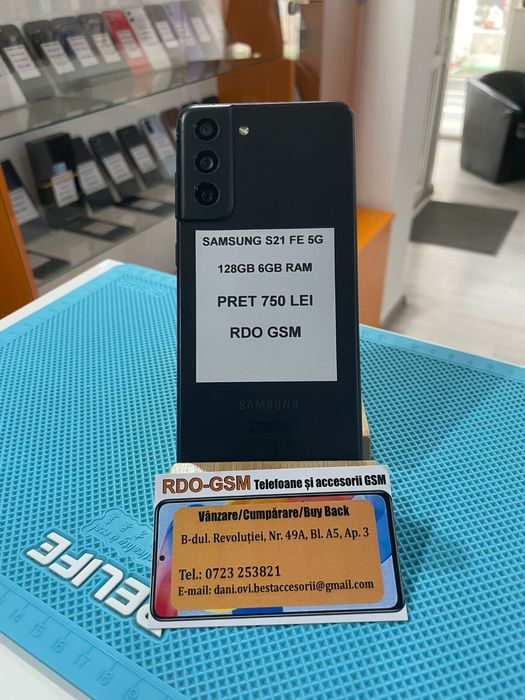 SAMSUNG S21 FE 5G
128GB 6GB RAM
PRET 750 LEI
RDO GSM
SAMSUNG
RDO-GSM Telefoane și accesorii GSM
Vânzare/Cumpărare/Buy Back
B-dul. Revoluției, Nr. 49A, Bl. A5, Ap. 3
Tel.: 0723 253821
E-mail: dani.ovi.bestaccesorii@gmail.com
RELIFE